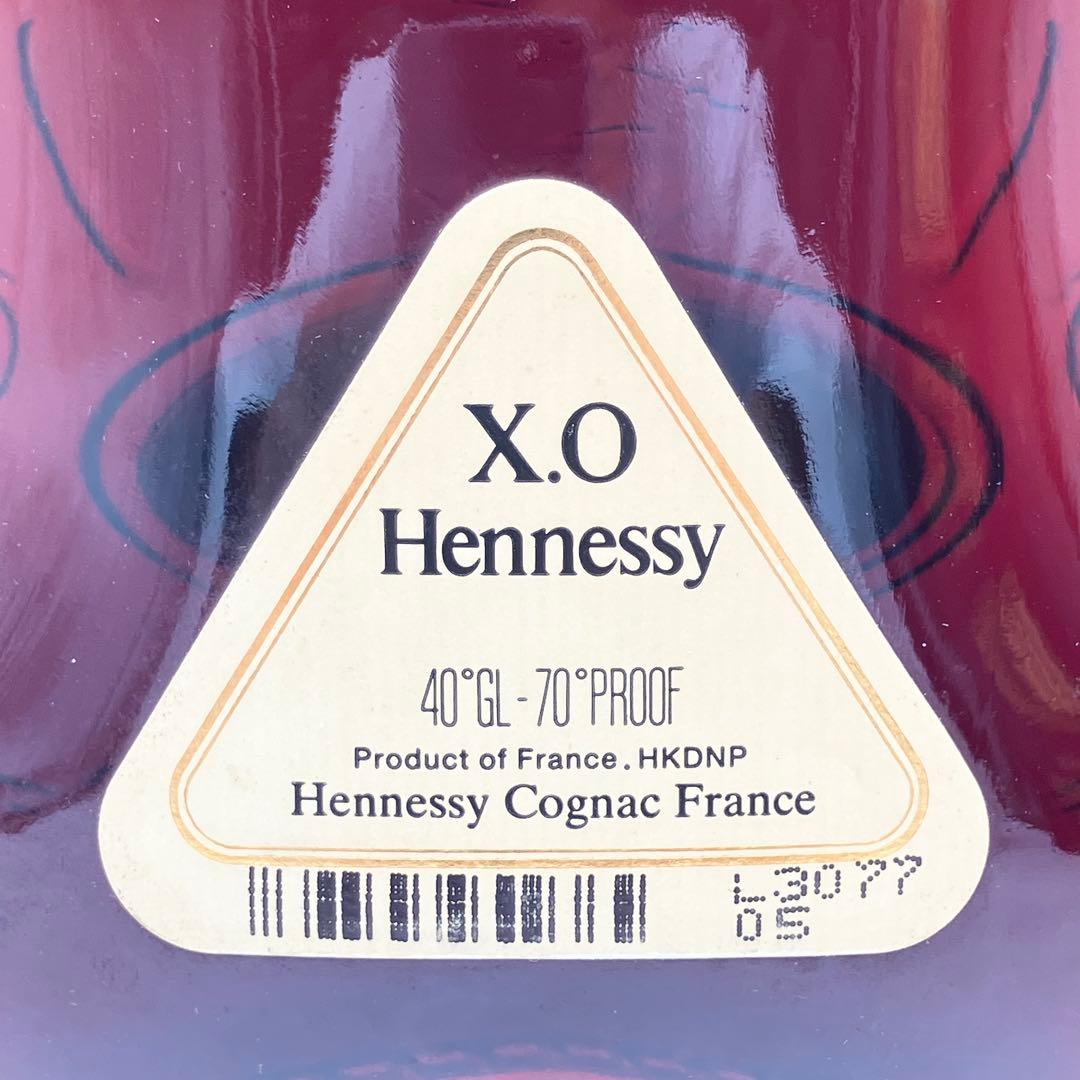 X.O
Hennessy
40°GL - 70°PROOF
Product of France . HKDNP
Hennessy Cognac France
L3077
05